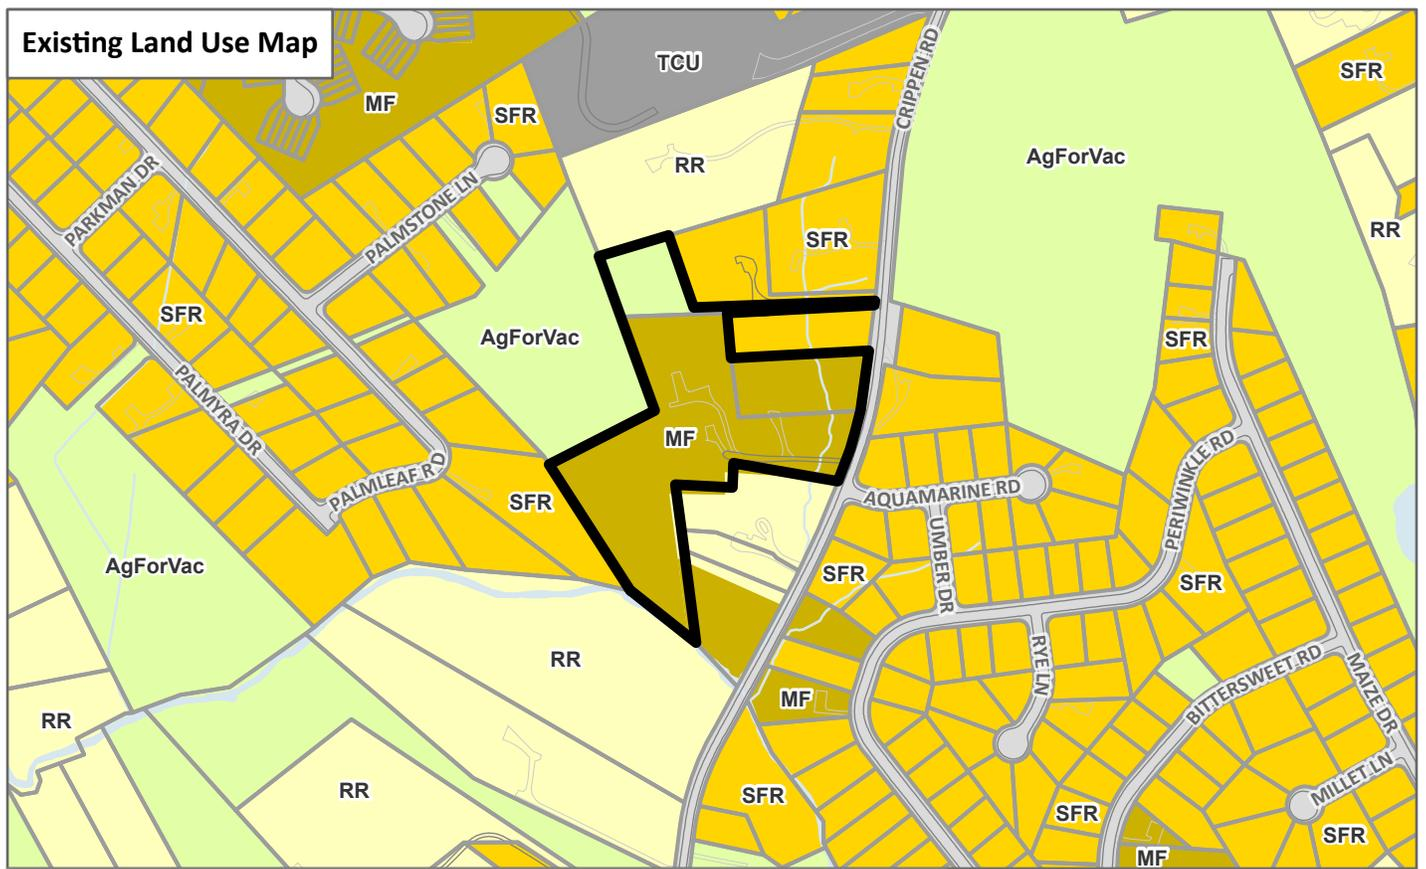 Existing Land Use Map
TCU
CRIPPEN RD
SFR
MF
SFR
RR
AgForVac
PARKMAN DR
PALMSTONE LN
RR
SFR
SFR
AgForVac
SFR
PALMYRA DR
MF
PALMLEAF RD
SFR
AQUAMARINE RD
PERIWINKLE RD
UMBER DR
AgForVac
SFR
SFR
RR
RYE LN
BITTERSWEET RD
MAIZE DR
MF
RR
RR
SFR
MILLET LN
SFR
SFR
MF